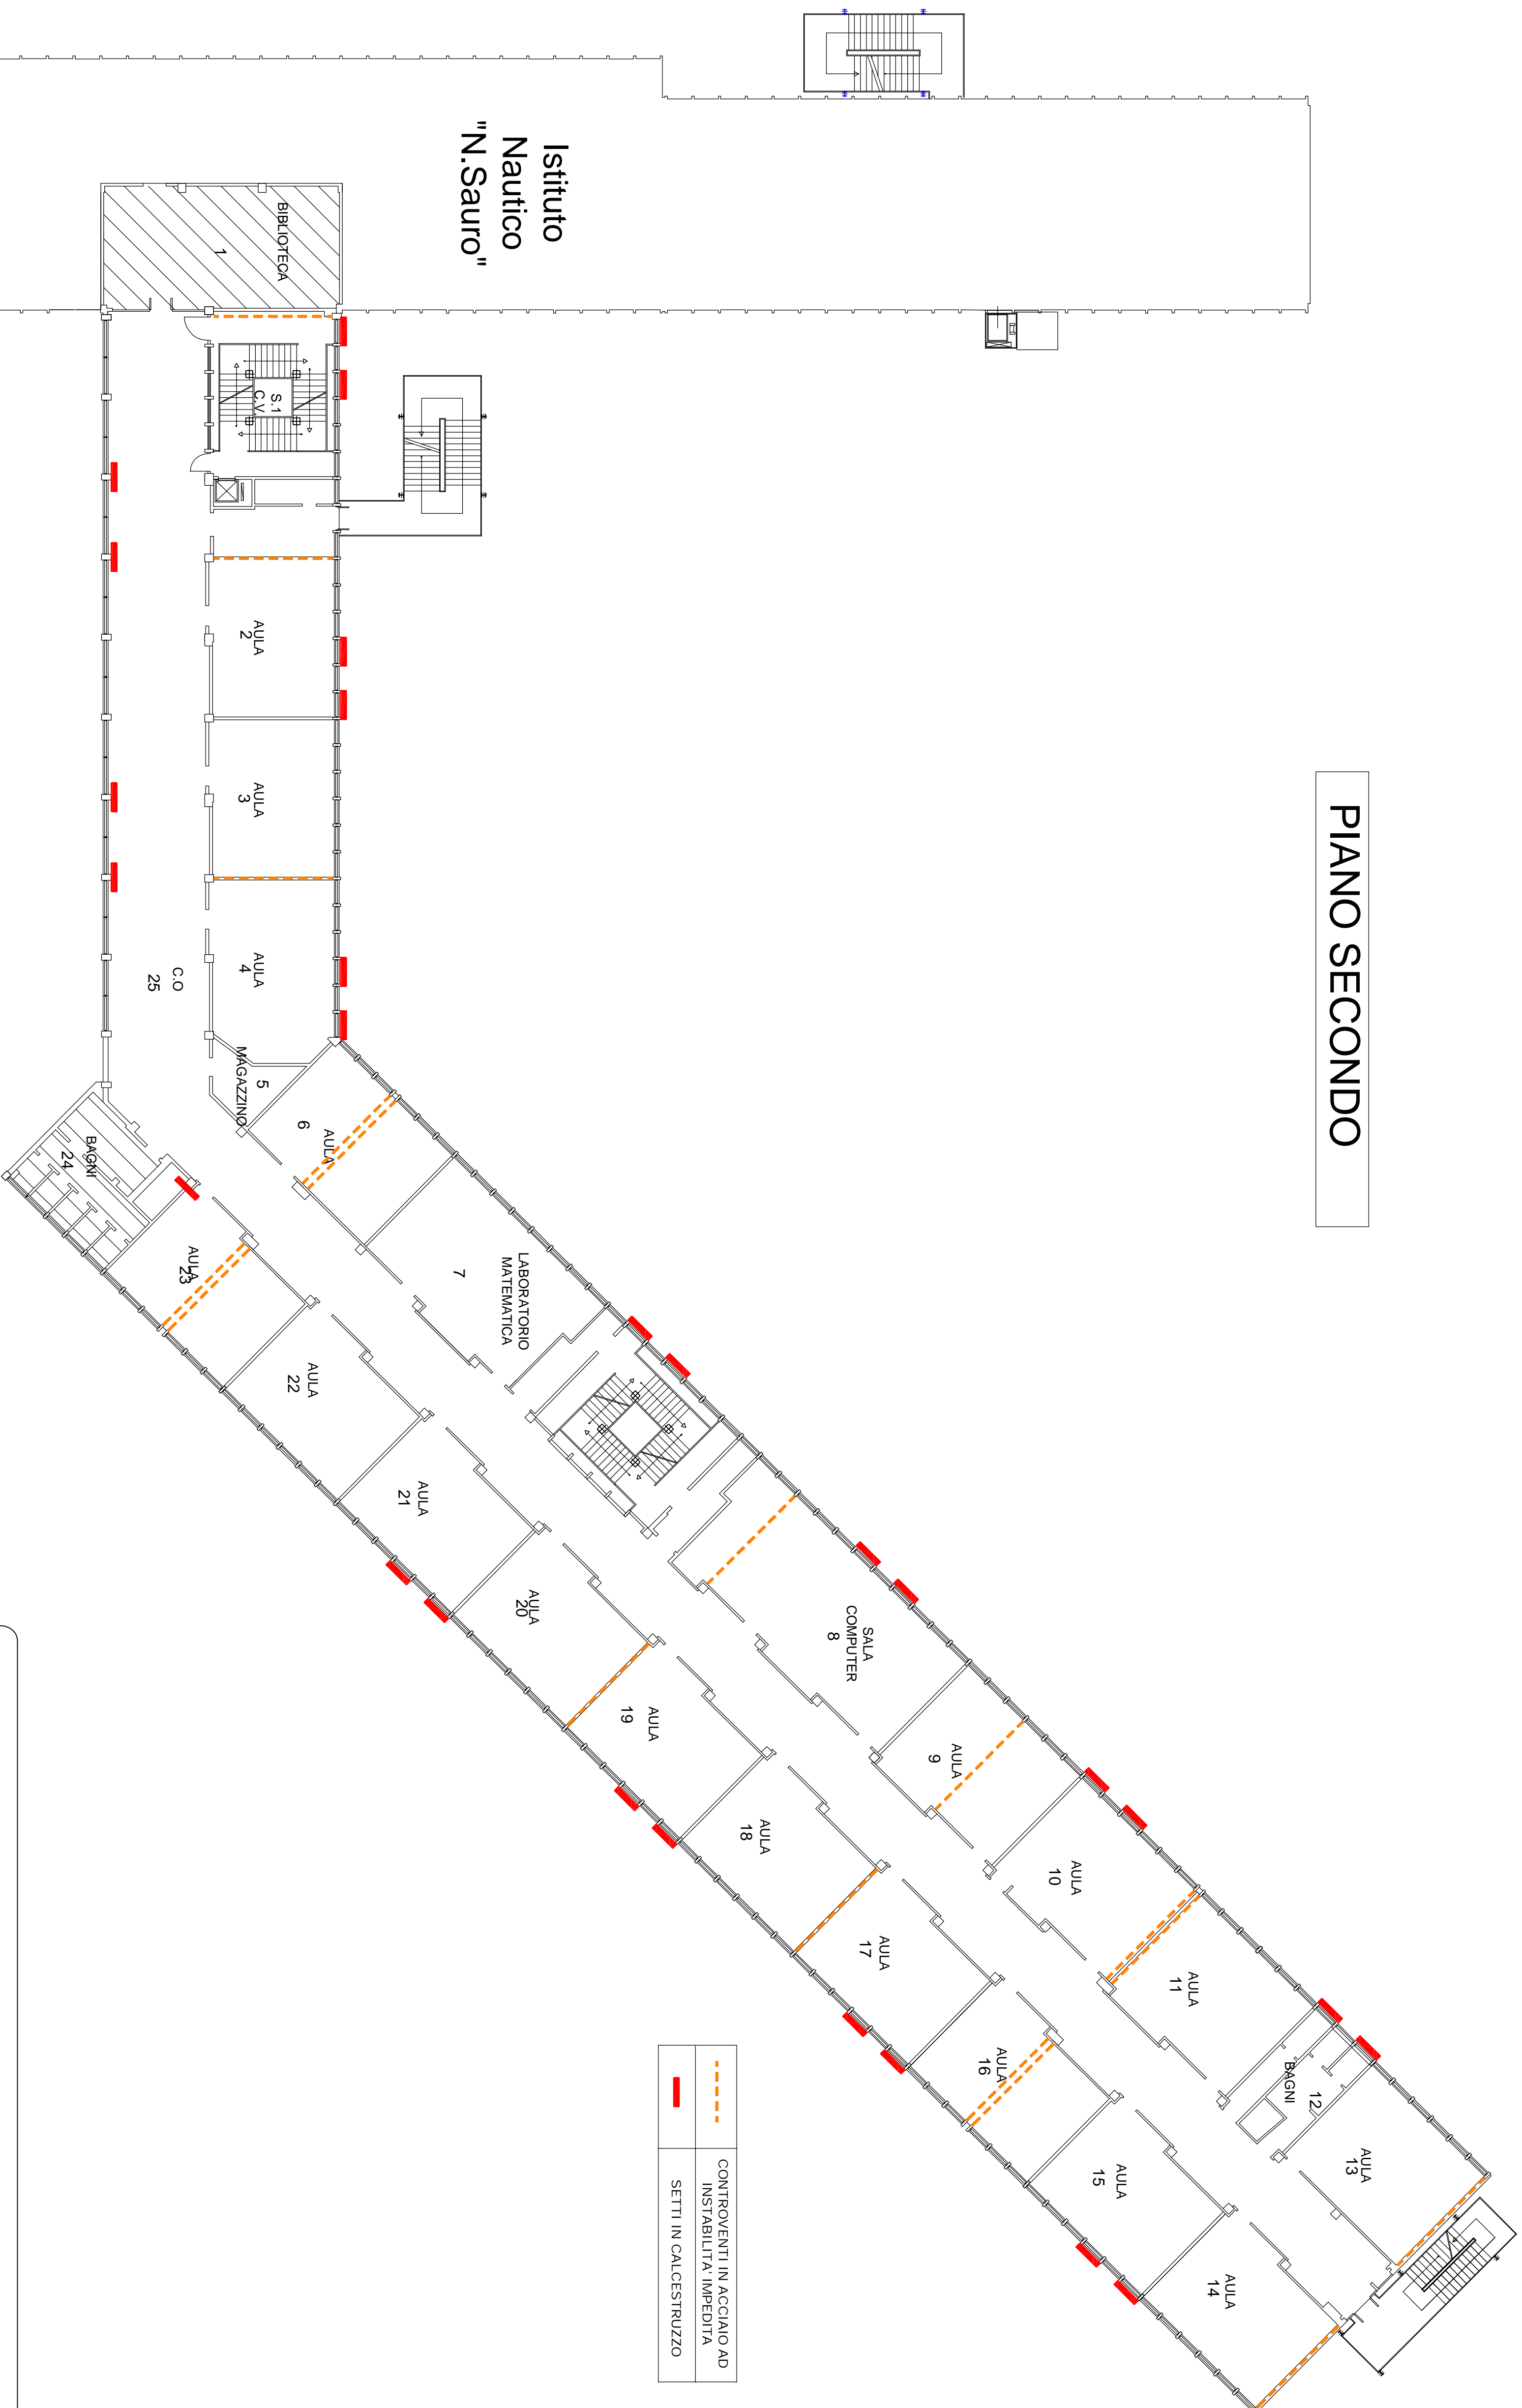 PIANO SECONDO
Istituto
Nautico
"N.Sauro"
BIBLIOTECA
1
S.1
C.V.
AULA
2
AULA
3
AULA
4
C.O
25
MAGAZZINO
5
AULA
6
LABORATORIO
MATEMATICA
7
SALA
COMPUTER
8
AULA
9
AULA
10
AULA
11
12
BAGNI
AULA
13
AULA
14
AULA
15
AULA
16
AULA
17
AULA
18
AULA
19
AULA
20
AULA
21
AULA
22
AULA
23
BAGNI
24
CONTROVENTI IN ACCIAIO AD
INSTABILITA' IMPEDITA
SETTI IN CALCESTRUZZO